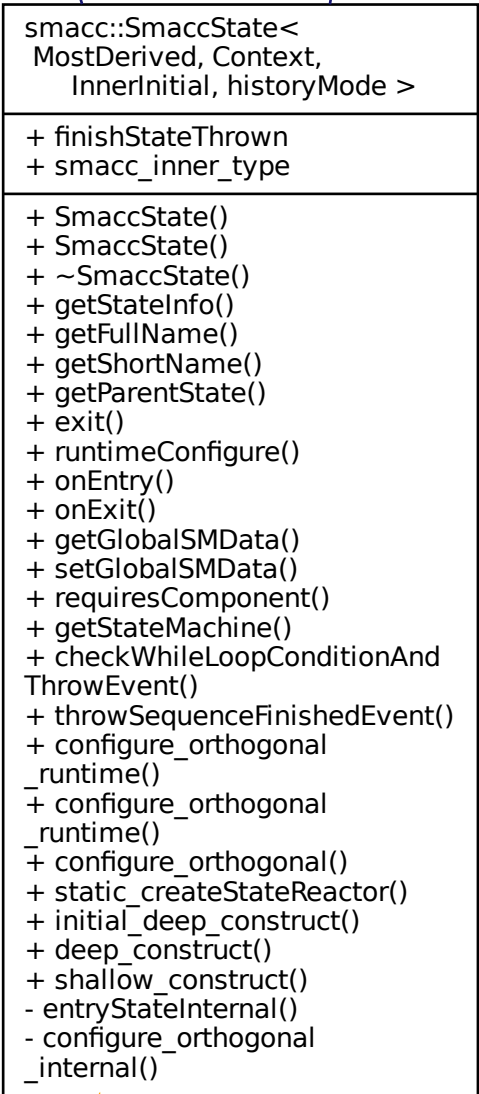 smacc::SmaccState<
MostDerived, Context,
InnerInitial, historyMode >
+ finishStateThrown
+ smacc_inner_type
+ SmaccState()
+ SmaccState()
+ ~SmaccState()
+ getStateInfo()
+ getFullName()
+ getShortName()
+ getParentState()
+ exit()
+ runtimeConfigure()
+ onEntry()
+ onExit()
+ getGlobalSMData()
+ setGlobalSMData()
+ requiresComponent()
+ getStateMachine()
+ checkWhileLoopConditionAnd
ThrowEvent()
+ throwSequenceFinishedEvent()
+ configure_orthogonal
_runtime()
+ configure_orthogonal
_runtime()
+ configure_orthogonal()
+ static_createStateReactor()
+ initial_deep_construct()
+ deep_construct()
+ shallow_construct()
- entryStateInternal()
- configure_orthogonal
_internal()